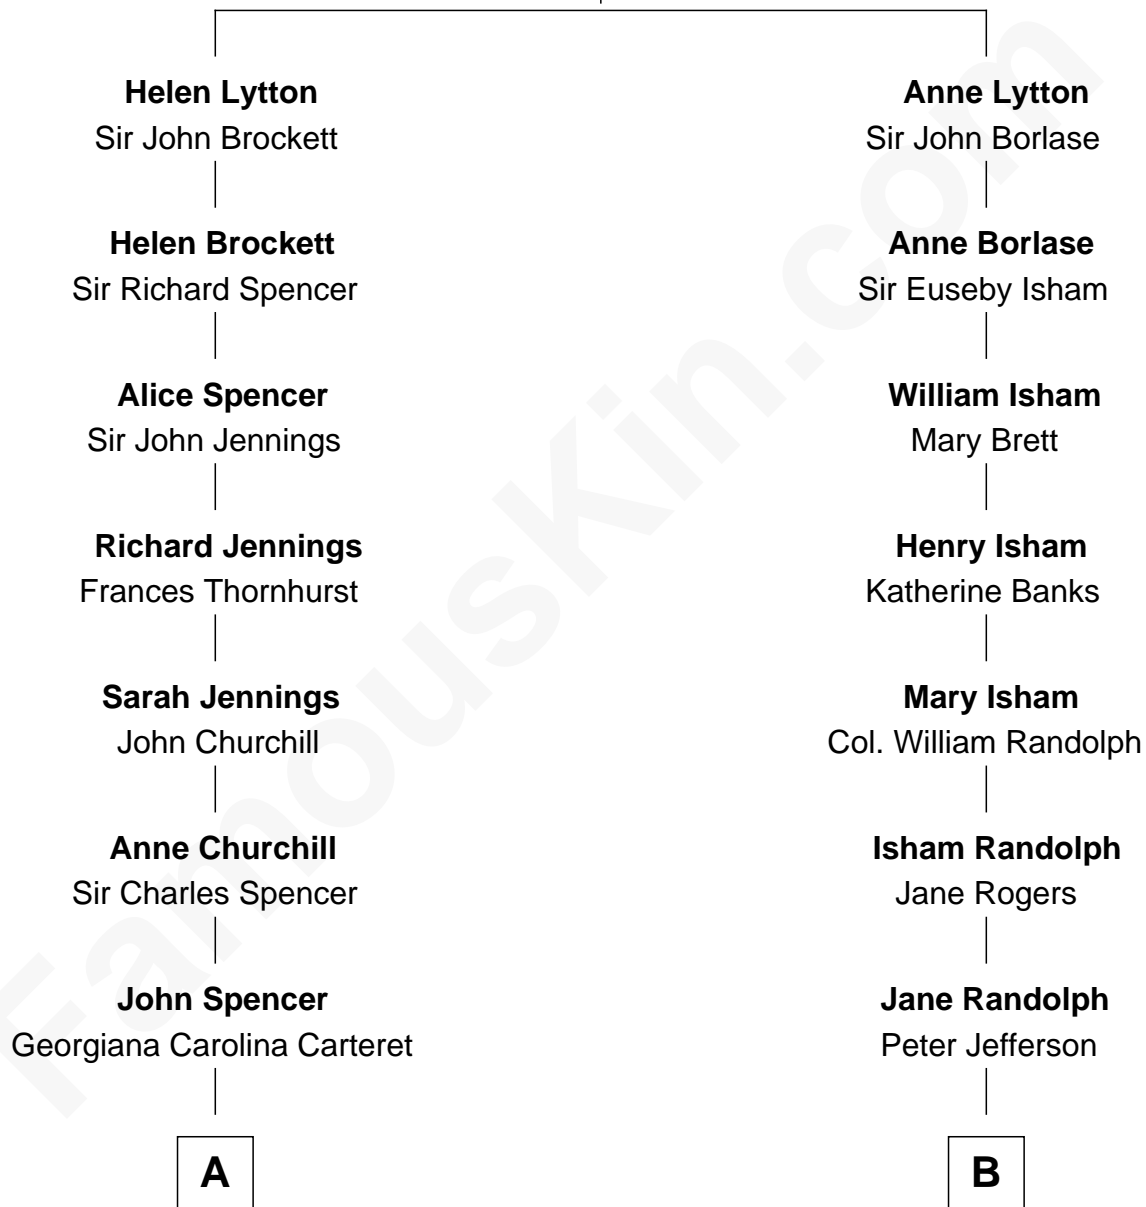 Helen Lytton
Sir John Brockett
Helen Brockett
Sir Richard Spencer
Alice Spencer
Sir John Jennings
Richard Jennings
Frances Thornhurst
Sarah Jennings
John Churchill
Anne Churchill
Sir Charles Spencer
John Spencer
Georgiana Carolina Carteret
A
Anne Lytton
Sir John Borlase
Anne Borlase
Sir Euseby Isham
William Isham
Mary Brett
Henry Isham
Katherine Banks
Mary Isham
Col. William Randolph
Isham Randolph
Jane Rogers
Jane Randolph
Peter Jefferson
B
FamousKin.com